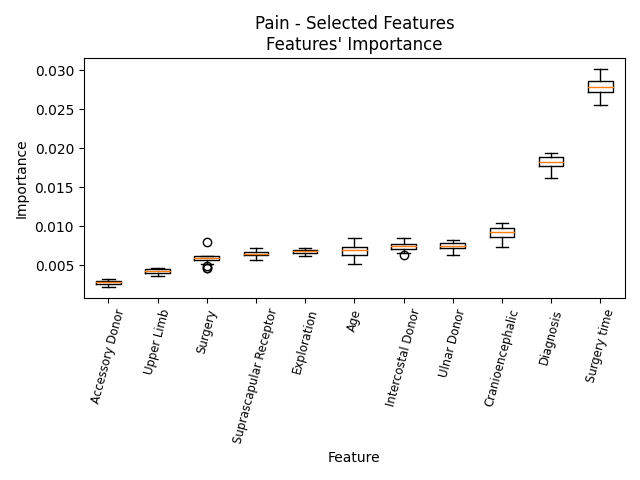 Pain - Selected Features
Features' Importance
0.030
0.025
0.020
0.015
0.010
0.005
Importance
Accessory Donor
Upper Limb
Surgery
Suprascapular Receptor
Exploration
Age
Intercostal Donor
Ulnar Donor
Cranioencephalic
Diagnosis
Surgery time
Feature